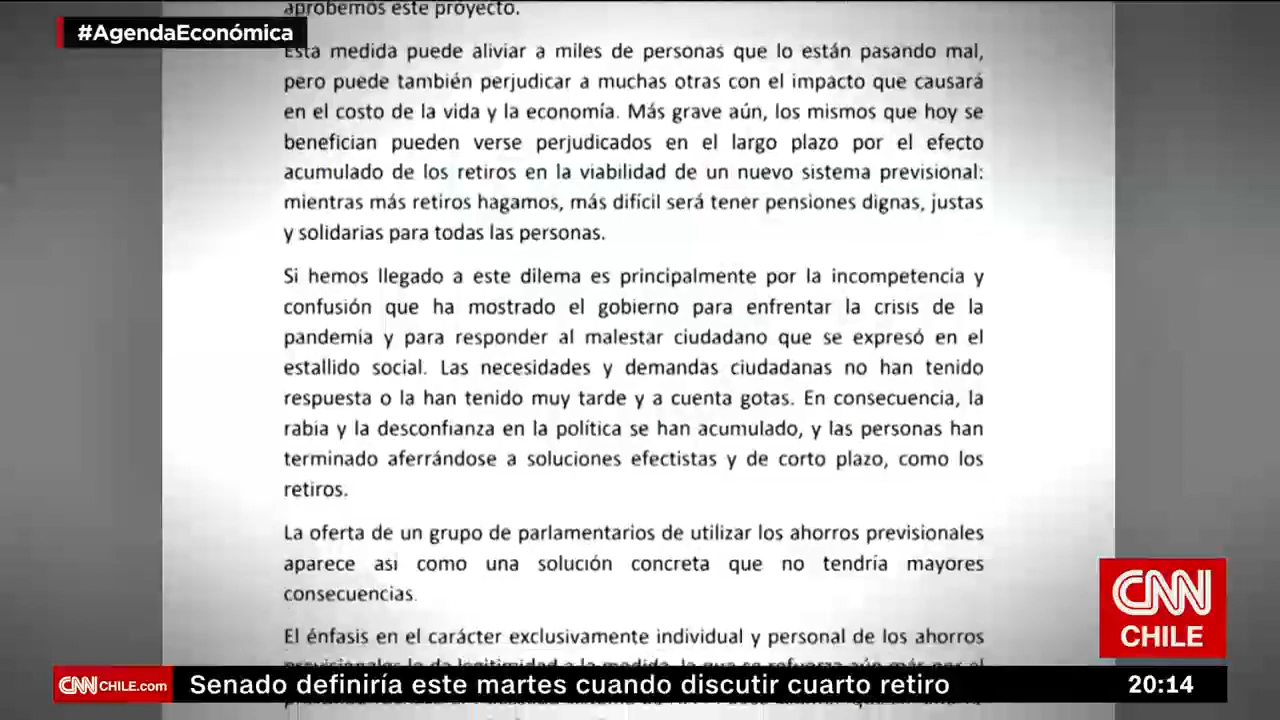 aprobemos este proyecto.
#AgendaEconómica
Esta medida puede aliviar a miles de personas que lo están pasando mal,
pero puede también perjudicar a muchas otras con el impacto que causará
en el costo de la vida y la economía. Más grave aún, los mismos que hoy se
benefician pueden verse perjudicados en el largo plazo por el efecto
acumulado de los retiros en la viabilidad de un nuevo sistema previsional:
mientras más retiros hagamos, más difícil será tener pensiones dignas, justas
y solidarias para todas las personas.
Si hemos llegado a este dilema es principalmente por la incompetencia y
confusión que ha mostrado el gobierno para enfrentar la crisis de la
pandemia y para responder al malestar ciudadano que se expresó en el
estallido social. Las necesidades y demandas ciudadanas no han tenido
respuesta o la han tenido muy tarde y a cuenta gotas. En consecuencia, la
rabia y la desconfianza en la política se han acumulado, y las personas han
terminado aferrándose a soluciones efectistas y de corto plazo, como los
retiros.
La oferta de un grupo de parlamentarios de utilizar los ahorros previsionales
aparece así como una solución concreta que no tendría mayores
consecuencias.
El énfasis en el carácter exclusivamente individual y personal de los ahorros
CNN
CHILE
CNNCHILE.com
Senado definiría este martes cuando discutir cuarto retiro
20:14